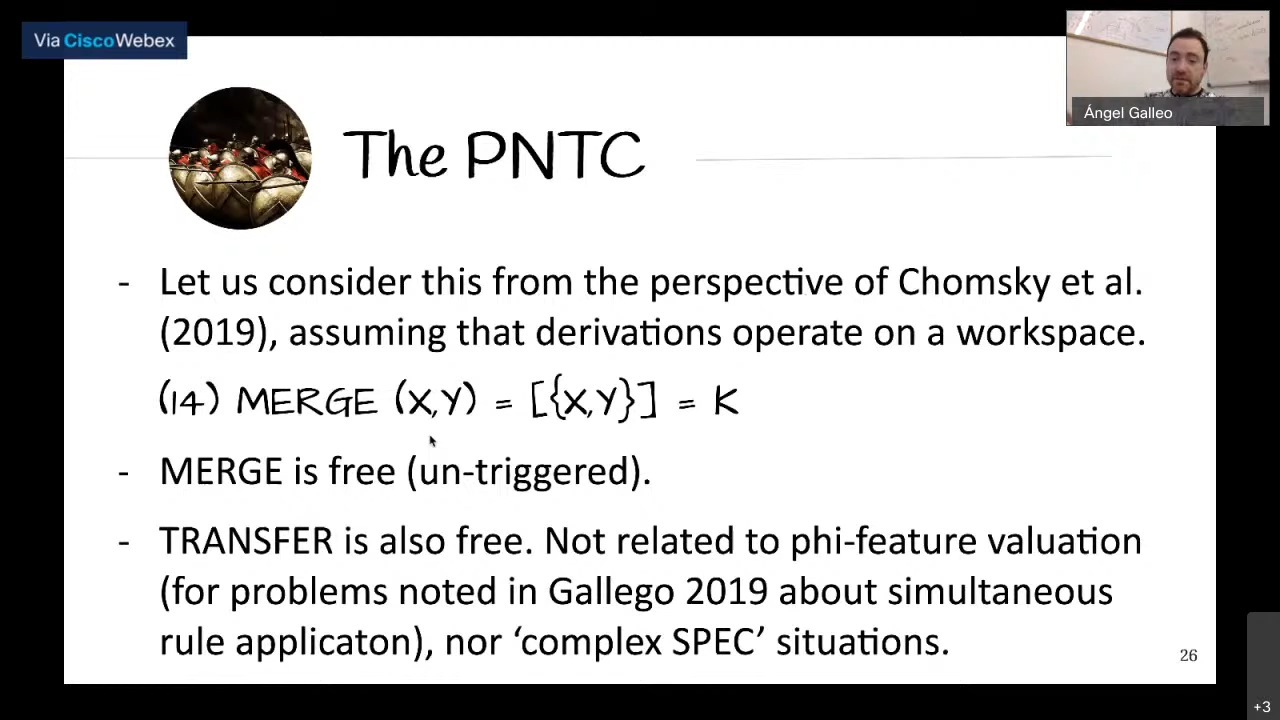 Via CiscoWebex
Ángel Galleo
The PNTC
- Let us consider this from the perspective of Chomsky et al.
(2019), assuming that derivations operate on a workspace.
(14) MERGE (X,Y) = [{X,Y}] = K
- MERGE is free (un-triggered).
- TRANSFER is also free. Not related to phi-feature valuation
(for problems noted in Gallego 2019 about simultaneous
rule applicaton), nor ‘complex SPEC’ situations.
26
+3